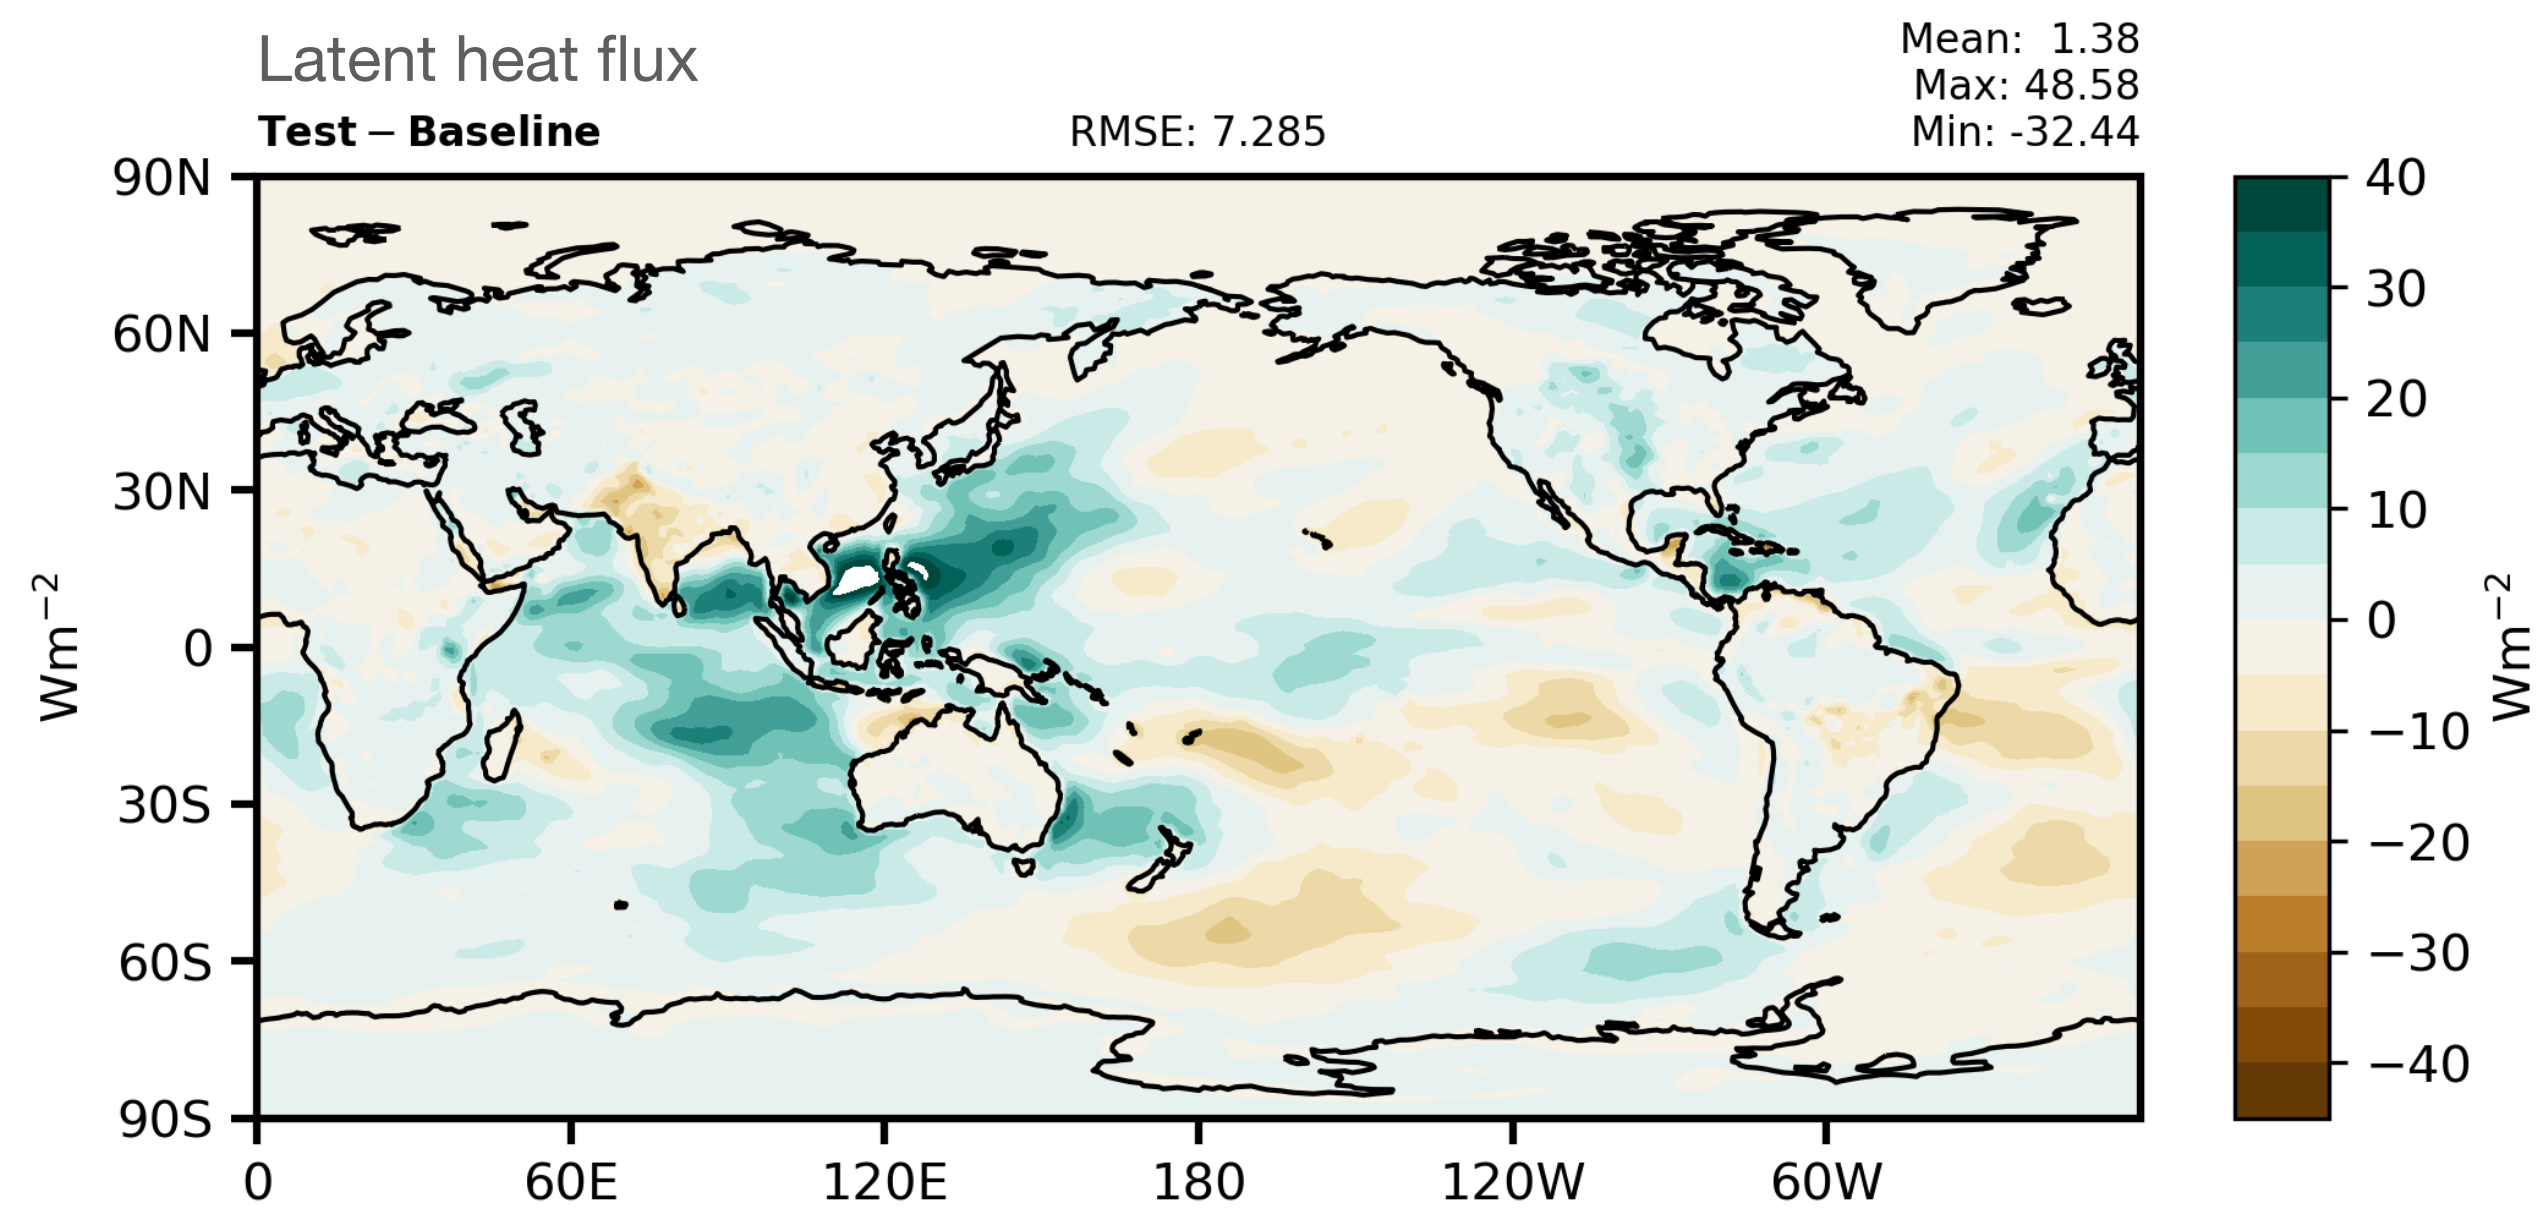 Latent heat flux
Mean: 1.38
Max: 48.58
Test – Baseline RMSE: 7.285 Min: -32.44
90N
60N
30N
0
30S
60S
90S
0 60E 120E 180 120W 60W
Wm⁻²
40
30
20
10
0
−10
−20
−30
−40
Wm⁻²